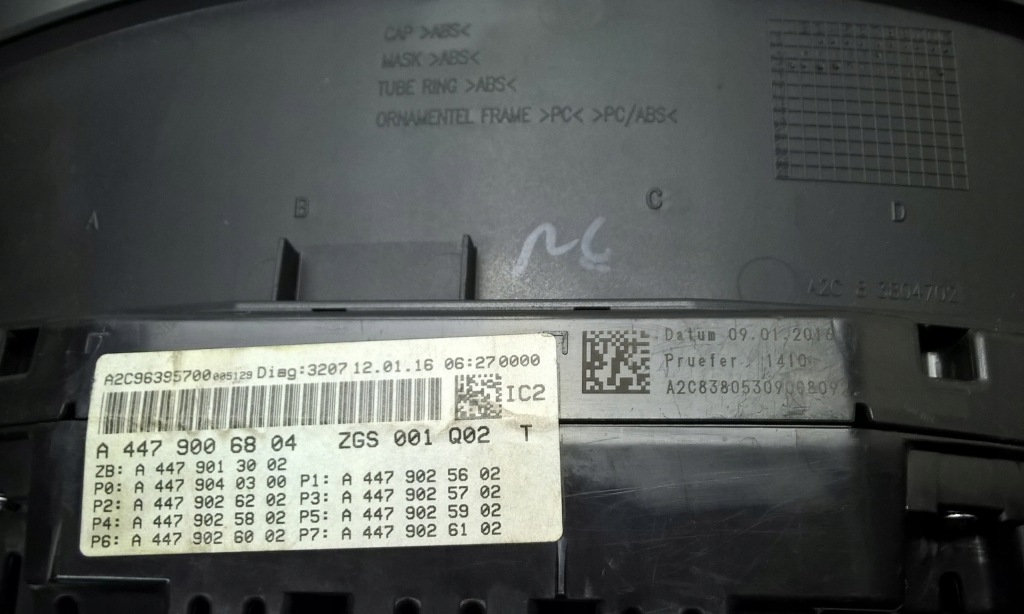 CAP >ABS<
MASK >ABS<
TUBE RING >ABS<
ORNAMENTEL FRAME >PC< >PC/ABS<
A
B
C
D
Datum 09.01.2016
Pruefer 1410
A2C96395700 005129 Diag:3207 12.01.16 06:270000
IC2
A 447 900 68 04 ZGS 001 Q02 T
ZB: A 447 901 30 02
P0: A 447 904 03 00 P1: A 447 902 56 02
P2: A 447 902 62 02 P3: A 447 902 57 02
P4: A 447 902 58 02 P5: A 447 902 59 02
P6: A 447 902 60 02 P7: A 447 902 61 02